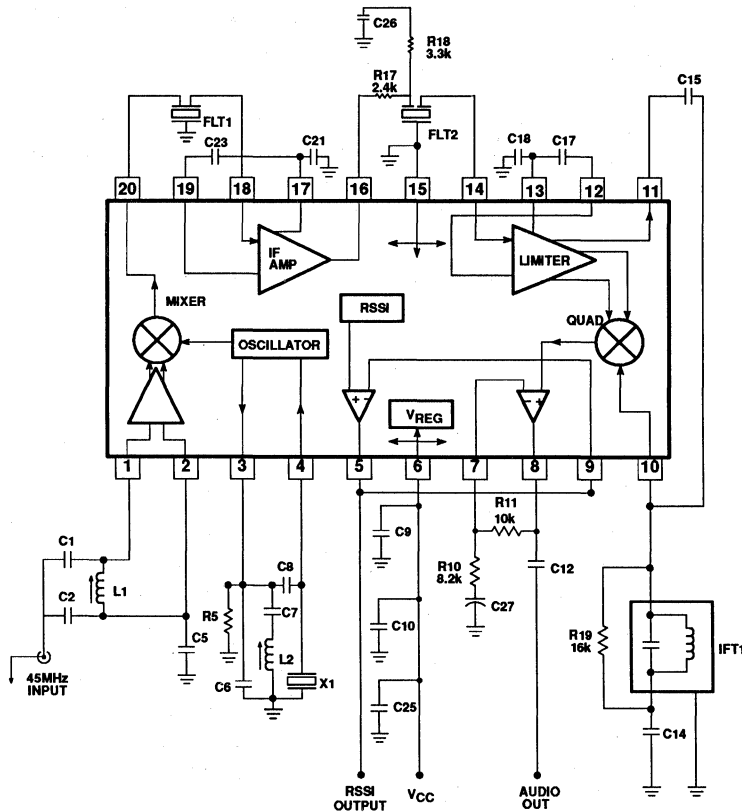 C26
R18
3.3k
R17
2.4k
C15
FLT1
FLT2
C23
C21
C18
C17
20
19
18
17
16
15
14
13
12
11
IF
AMP
LIMITER
MIXER
RSSI
QUAD
OSCILLATOR
+ -
VREG
- +
1
2
3
4
5
6
7
8
9
10
R11
10k
C1
C9
C8
R10
8.2k
C12
C2
L1
C7
R5
C27
C10
C5
R19
16k
IFT1
L2
C6
X1
45MHz
INPUT
C25
C14
RSSI
OUTPUT
VCC
AUDIO
OUT